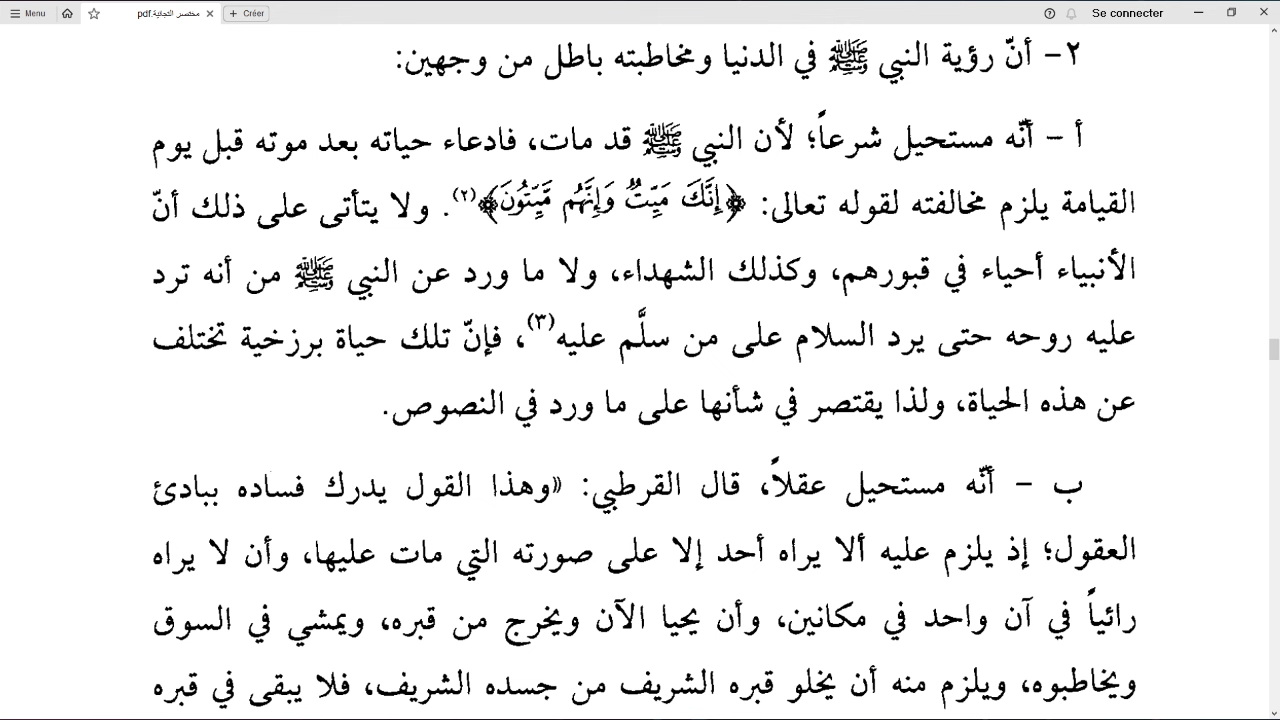 Menu
مختصر التجانية.pdf
Créer
Se connecter
٢- أنّ رؤية النبي ﷺ في الدنيا ومخاطبته باطل من وجهين:
أ - أنّه مستحيل شرعاً؛ لأن النبي ﷺ قد مات، فادعاء حياته بعد موته قبل يوم
القيامة يلزم مخالفته لقوله تعالى: ﴿إِنَّكَ مَيِّتٌ وَإِنَّهُم مَّيِّتُونَ﴾(٢). ولا يتأتى على ذلك أنّ
الأنبياء أحياء في قبورهم، وكذلك الشهداء، ولا ما ورد عن النبي ﷺ من أنه ترد
عليه روحه حتى يرد السلام على من سلَّم عليه(٣)، فإنّ تلك حياة برزخية تختلف
عن هذه الحياة، ولذا يقتصر في شأنها على ما ورد في النصوص.
ب - أنّه مستحيل عقلاً، قال القرطبي: «وهذا القول يدرك فساده ببادئ
العقول؛ إذ يلزم عليه ألا يراه أحد إلا على صورته التي مات عليها، وأن لا يراه
رائياً في آن واحد في مكانين، وأن يحيا الآن ويخرج من قبره، ويمشي في السوق
ويخاطبوه، ويلزم منه أن يخلو قبره الشريف من جسده الشريف، فلا يبقى في قبره